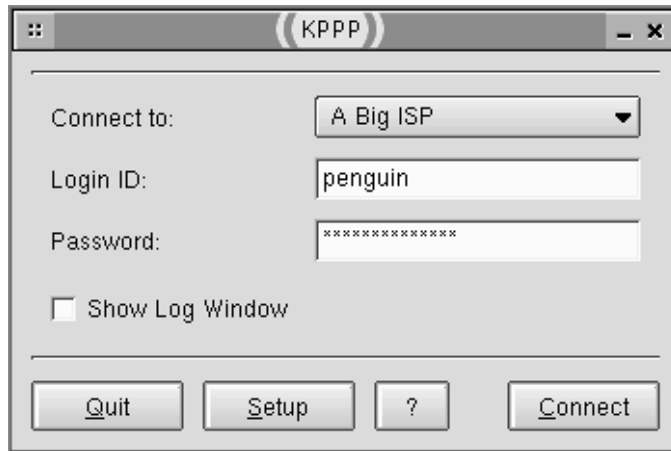 KPPP
Connect to: A Big ISP
Login ID: penguin
Password: **************
Show Log Window
Quit Setup ? Connect